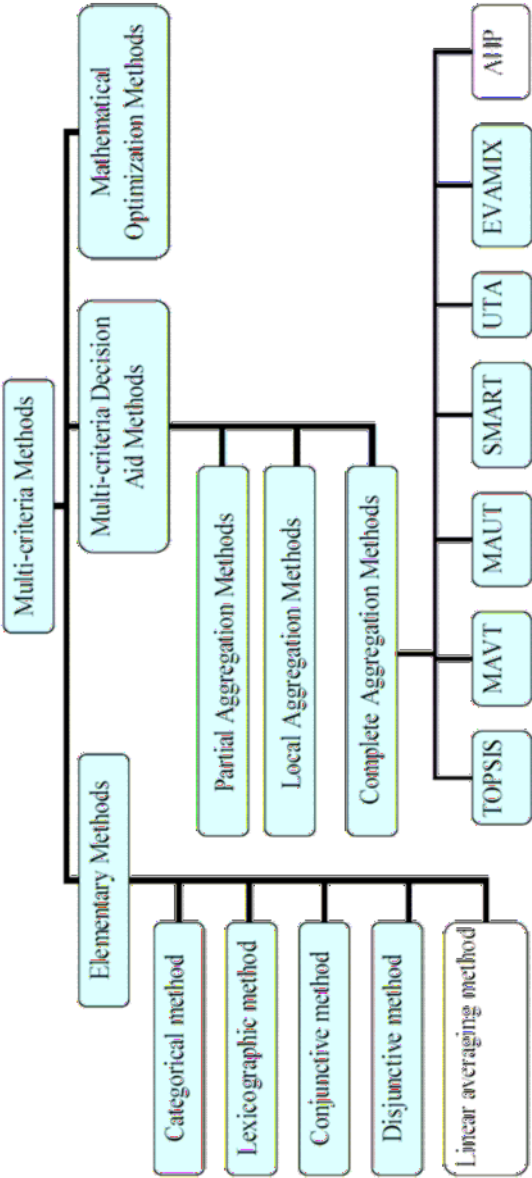 Multi-criteria Methods
Elementary Methods
Multi-criteria Decision
Aid Methods
Mathematical
Optimization Methods
Categorical method
Lexicographic method
Conjunctive method
Disjunctive method
Linear averaging method
Partial Aggregation Methods
Local Aggregation Methods
Complete Aggregation Methods
TOPSIS
MAVT
MAUT
SMART
UTA
EVAMIX
AHP